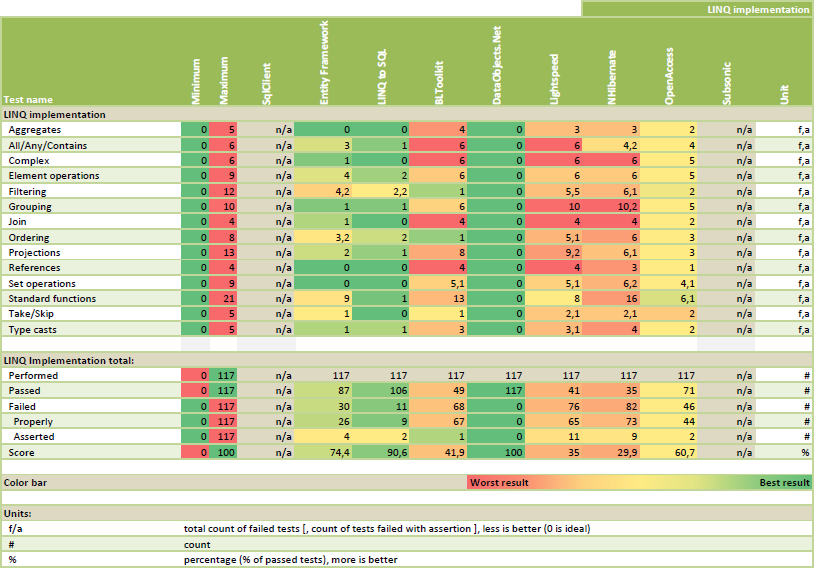 LINQ implementation
Test name Minimum Maximum SqlClient Entity Framework LINQ to SQL BLToolkit DataObjects.Net Lightspeed NHibernate OpenAccess Subsonic Unit
LINQ implementation
Aggregates 0 5 n/a 0 0 4 0 3 3 2 n/a f,a
All/Any/Contains 0 6 n/a 3 1 6 0 6 4,2 4 n/a f,a
Complex 0 6 n/a 1 0 6 0 6 6 5 n/a f,a
Element operations 0 9 n/a 4 2 6 0 6 6 5 n/a f,a
Filtering 0 12 n/a 4,2 2,2 1 0 5,5 6,1 2 n/a f,a
Grouping 0 10 n/a 1 1 6 0 10 10,2 5 n/a f,a
Join 0 4 n/a 1 0 4 0 4 4 2 n/a f,a
Ordering 0 8 n/a 3,2 2 1 0 5,1 6 3 n/a f,a
Projections 0 13 n/a 2 1 8 0 9,2 6,1 3 n/a f,a
References 0 4 n/a 0 0 4 0 4 3 1 n/a f,a
Set operations 0 9 n/a 0 0 5,1 0 5,1 6,2 4,1 n/a f,a
Standard functions 0 21 n/a 9 1 13 0 8 16 6,1 n/a f,a
Take/Skip 0 5 n/a 1 0 1 0 2,1 2,1 2 n/a f,a
Type casts 0 5 n/a 1 1 3 0 3,1 4 2 n/a f,a
LINQ Implementation total:
Performed 0 117 n/a 117 117 117 117 117 117 117 n/a #
Passed 0 117 n/a 87 106 49 117 41 35 71 n/a #
Failed 0 117 n/a 30 11 68 0 76 82 46 n/a #
Properly 0 117 n/a 26 9 67 0 65 73 44 n/a #
Asserted 0 117 n/a 4 2 1 0 11 9 2 n/a #
Score 0 100 n/a 74,4 90,6 41,9 100 35 29,9 60,7 n/a %
Color bar Worst result Best result
Units:
f/a total count of failed tests [, count of tests failed with assertion ], less is better (0 is ideal)
# count
% percentage (% of passed tests), more is better